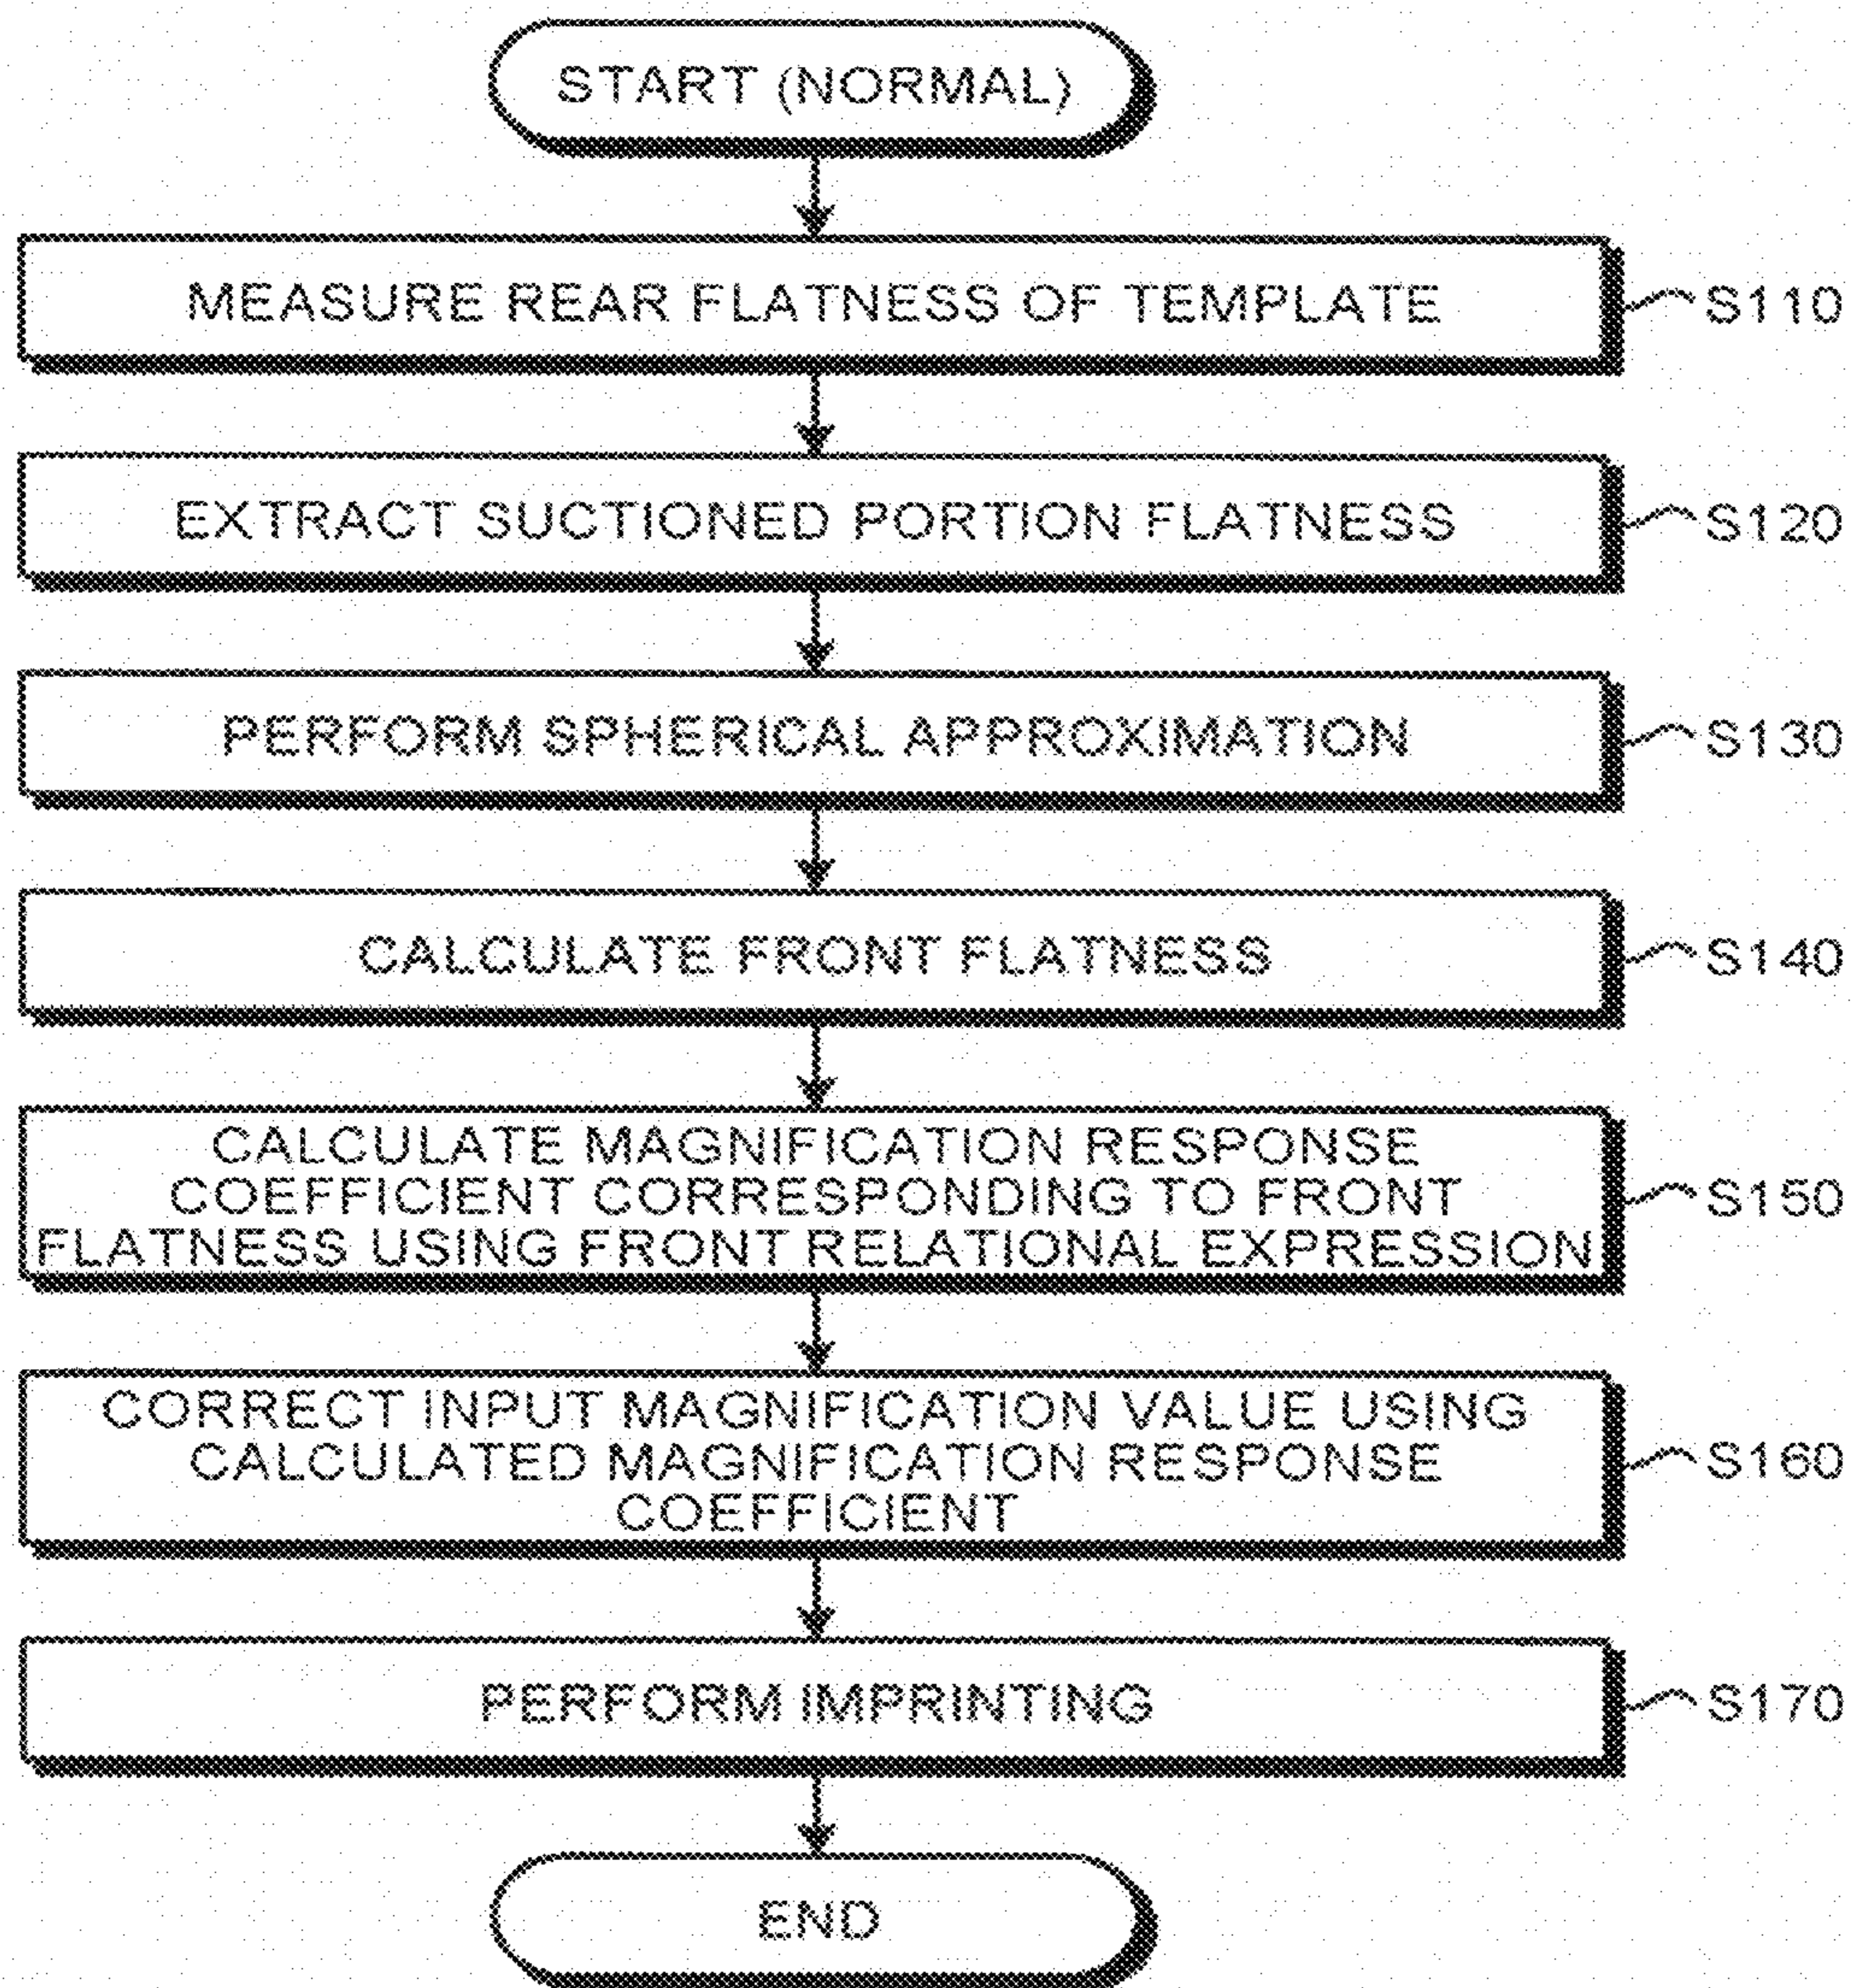 START (NORMAL)
MEASURE REAR FLATNESS OF TEMPLATE
S110
EXTRACT SUCTIONED PORTION FLATNESS
S120
PERFORM SPHERICAL APPROXIMATION
S130
CALCULATE FRONT FLATNESS
S140
CALCULATE MAGNIFICATION RESPONSE
COEFFICIENT CORRESPONDING TO FRONT
FLATNESS USING FRONT RELATIONAL EXPRESSION
S150
CORRECT INPUT MAGNIFICATION VALUE USING
CALCULATED MAGNIFICATION RESPONSE
COEFFICIENT
S160
PERFORM IMPRINTING
S170
END